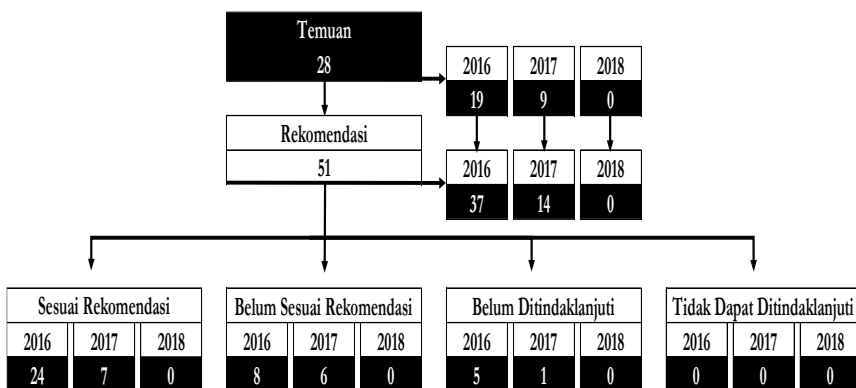 Temuan
28
2016 2017 2018
19 9 0
Rekomendasi
51
2016 2017 2018
37 14 0
Sesuai Rekomendasi
2016 2017 2018
24 7 0
Belum Sesuai Rekomendasi
2016 2017 2018
8 6 0
Belum Ditindaklanjuti
2016 2017 2018
5 1 0
Tidak Dapat Ditindaklanjuti
2016 2017 2018
0 0 0